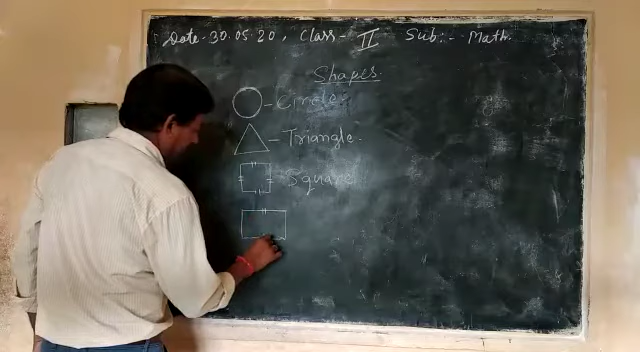 Date-30.05.20, Class- II Sub:- Math.
Shapes.
-Circle.
- Triangle.
- Square